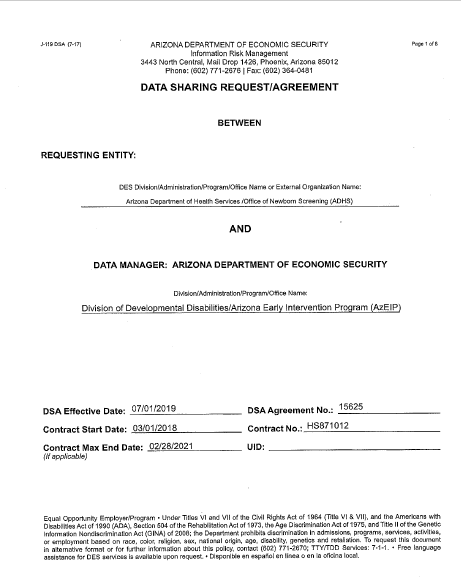 J-119 DSA (7-17)
ARIZONA DEPARTMENT OF ECONOMIC SECURITY
Page 1 of 8
Information Risk Management
3443 North Central, Mail Drop 1426, Phoenix, Arizona 85012
Phone: (602) 771-2676 | Fax: (602) 364-0481
DATA SHARING REQUEST/AGREEMENT
BETWEEN
REQUESTING ENTITY:
DES Division/Administration/Program/Office Name or External Organization Name:
Arizona Department of Health Services /Office of Newborn Screening (ADHS)
AND
DATA MANAGER: ARIZONA DEPARTMENT OF ECONOMIC SECURITY
Division/Administration/Program/Office Name:
Division of Developmental Disabilities/Arizona Early Intervention Program (AzEIP)
DSA Effective Date: 07/01/2019 DSA Agreement No.: 15625
Contract Start Date: 03/01/2018 Contract No.: HS871012
Contract Max End Date: 02/28/2021 UID:
(if applicable)
Equal Opportunity Employer/Program • Under Titles VI and VII of the Civil Rights Act of 1964 (Title VI & VII), and the Americans with
Disabilities Act of 1990 (ADA), Section 504 of the Rehabilitation Act of 1973, the Age Discrimination Act of 1975, and Title II of the Genetic
Information Nondiscrimination Act (GINA) of 2008; the Department prohibits discrimination in admissions, programs, services, activities,
or employment based on race, color, religion, sex, national origin, age, disability, genetics and retaliation. To request this document
in alternative format or for further information about this policy, contact (602) 771-2670; TTY/TDD Services: 7-1-1. • Free language
assistance for DES services is available upon request. • Disponible en español en línea o en la oficina local.